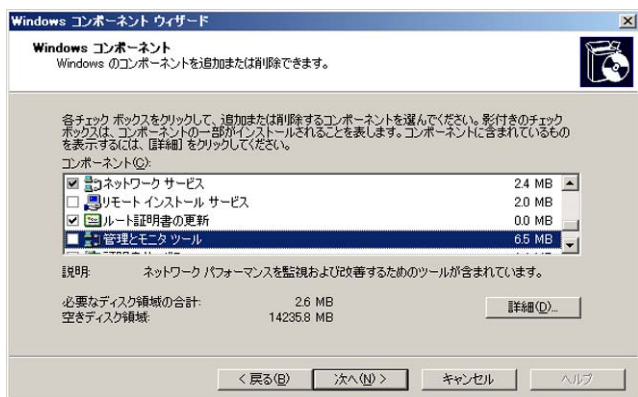 Windows コンポーネント ウィザード
Windows コンポーネント
Windows のコンポーネントを追加または削除できます。
各チェック ボックスをクリックして、追加または削除するコンポーネントを選んでください。影付きのチェック
ボックスは、コンポーネントの一部がインストールされることを表します。コンポーネントに含まれているもの
を表示するには、[詳細] をクリックしてください。
コンポーネント(C):
ネットワーク サービス 2.4 MB
リモート インストール サービス 2.0 MB
ルート証明書の更新 0.0 MB
管理とモニタ ツール 6.5 MB
説明: ネットワーク パフォーマンスを監視および改善するためのツールが含まれています。
必要なディスク領域の合計: 2.6 MB
空きディスク領域: 14235.8 MB
詳細(D)...
< 戻る(B) 次へ(N) > キャンセル ヘルプ